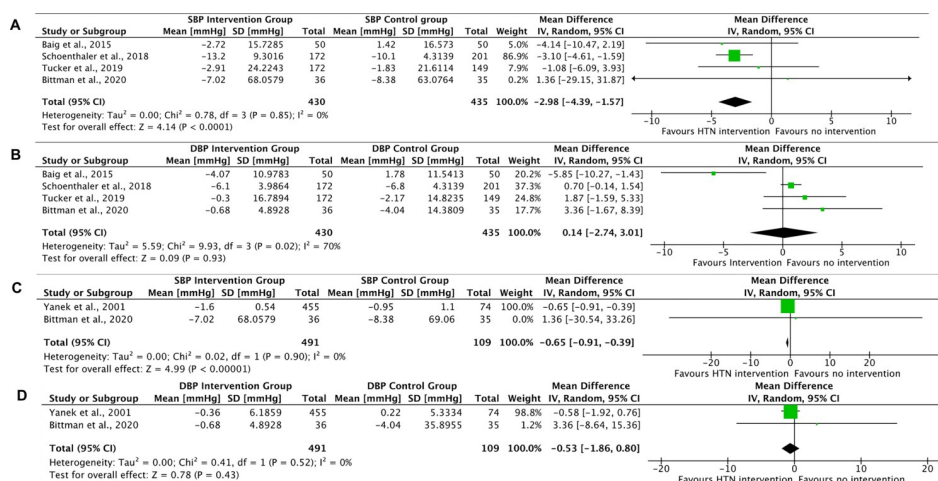 A
SBP Intervention Group SBP Control group Mean Difference Mean Difference
Study or Subgroup Mean [mmHg] SD [mmHg] Total Mean [mmHg] SD [mmHg] Total Weight IV, Random, 95% CI IV, Random, 95% CI
Baig et al., 2015 −2.72 15.7285 50 1.42 16.573 50 5.0% −4.14 [−10.47, 2.19]
Schoenthaler et al., 2018 −13.2 9.3016 172 −10.1 4.3139 201 86.9% −3.10 [−4.61, −1.59]
Tucker et al., 2019 −2.91 24.2243 172 −1.83 21.6114 149 7.9% −1.08 [−6.09, 3.93]
Bittman et al., 2020 −7.02 68.0579 36 −8.38 63.0764 35 0.2% 1.36 [−29.15, 31.87]
Total (95% CI) 430 435 100.0% −2.98 [−4.39, −1.57]
Heterogeneity: Tau² = 0.00; Chi² = 0.78, df = 3 (P = 0.85); I² = 0%
Test for overall effect: Z = 4.14 (P < 0.0001)
−10 −5 0 5 10
Favours HTN intervention Favours no intervention
B
DBP Intervention Group DBP Control Group Mean Difference Mean Difference
Study or Subgroup Mean [mmHg] SD [mmHg] Total Mean [mmHg] SD [mmHg] Total Weight IV, Random, 95% CI IV, Random, 95% CI
Baig et al., 2015 −4.07 10.9783 50 1.78 11.5413 50 20.2% −5.85 [−10.27, −1.43]
Schoenthaler et al., 2018 −6.1 3.9864 172 −6.8 4.3139 201 37.3% 0.70 [−0.14, 1.54]
Tucker et al., 2019 −0.3 16.7894 172 −2.17 14.8235 149 24.8% 1.87 [−1.59, 5.33]
Bittman et al., 2020 −0.68 4.8928 36 −4.04 14.3809 35 17.7% 3.36 [−1.67, 8.39]
Total (95% CI) 430 435 100.0% 0.14 [−2.74, 3.01]
Heterogeneity: Tau² = 5.59; Chi² = 9.93, df = 3 (P = 0.02); I² = 70%
Test for overall effect: Z = 0.09 (P = 0.93)
−10 −5 0 5 10
Favours Intervention Favours no intervention
C
SBP Intervention Group SBP Control Group Mean Difference Mean Difference
Study or Subgroup Mean [mmHg] SD [mmHg] Total Mean [mmHg] SD [mmHg] Total Weight IV, Random, 95% CI IV, Random, 95% CI
Yanek et al., 2001 −1.6 0.54 455 −0.95 1.1 74 100.0% −0.65 [−0.91, −0.39]
Bittman et al., 2020 −7.02 68.0579 36 −8.38 69.06 35 0.0% 1.36 [−30.54, 33.26]
Total (95% CI) 491 109 100.0% −0.65 [−0.91, −0.39]
Heterogeneity: Tau² = 0.00; Chi² = 0.02, df = 1 (P = 0.90); I² = 0%
Test for overall effect: Z = 4.99 (P < 0.00001)
−20 −10 0 10 20
Favours HTN intervention Favours no intervention
D
DBP Intervention Group DBP Control Group Mean Difference Mean Difference
Study or Subgroup Mean [mmHg] SD [mmHg] Total Mean [mmHg] SD [mmHg] Total Weight IV, Random, 95% CI IV, Random, 95% CI
Yanek et al., 2001 −0.36 6.1859 455 0.22 5.3334 74 98.8% −0.58 [−1.92, 0.76]
Bittman et al., 2020 −0.68 4.8928 36 −4.04 35.8955 35 1.2% 3.36 [−8.64, 15.36]
Total (95% CI) 491 109 100.0% −0.53 [−1.86, 0.80]
Heterogeneity: Tau² = 0.00; Chi² = 0.41, df = 1 (P = 0.52); I² = 0%
Test for overall effect: Z = 0.78 (P = 0.43)
−20 −10 0 10 20
Favours HTN intervention Favours no intervention